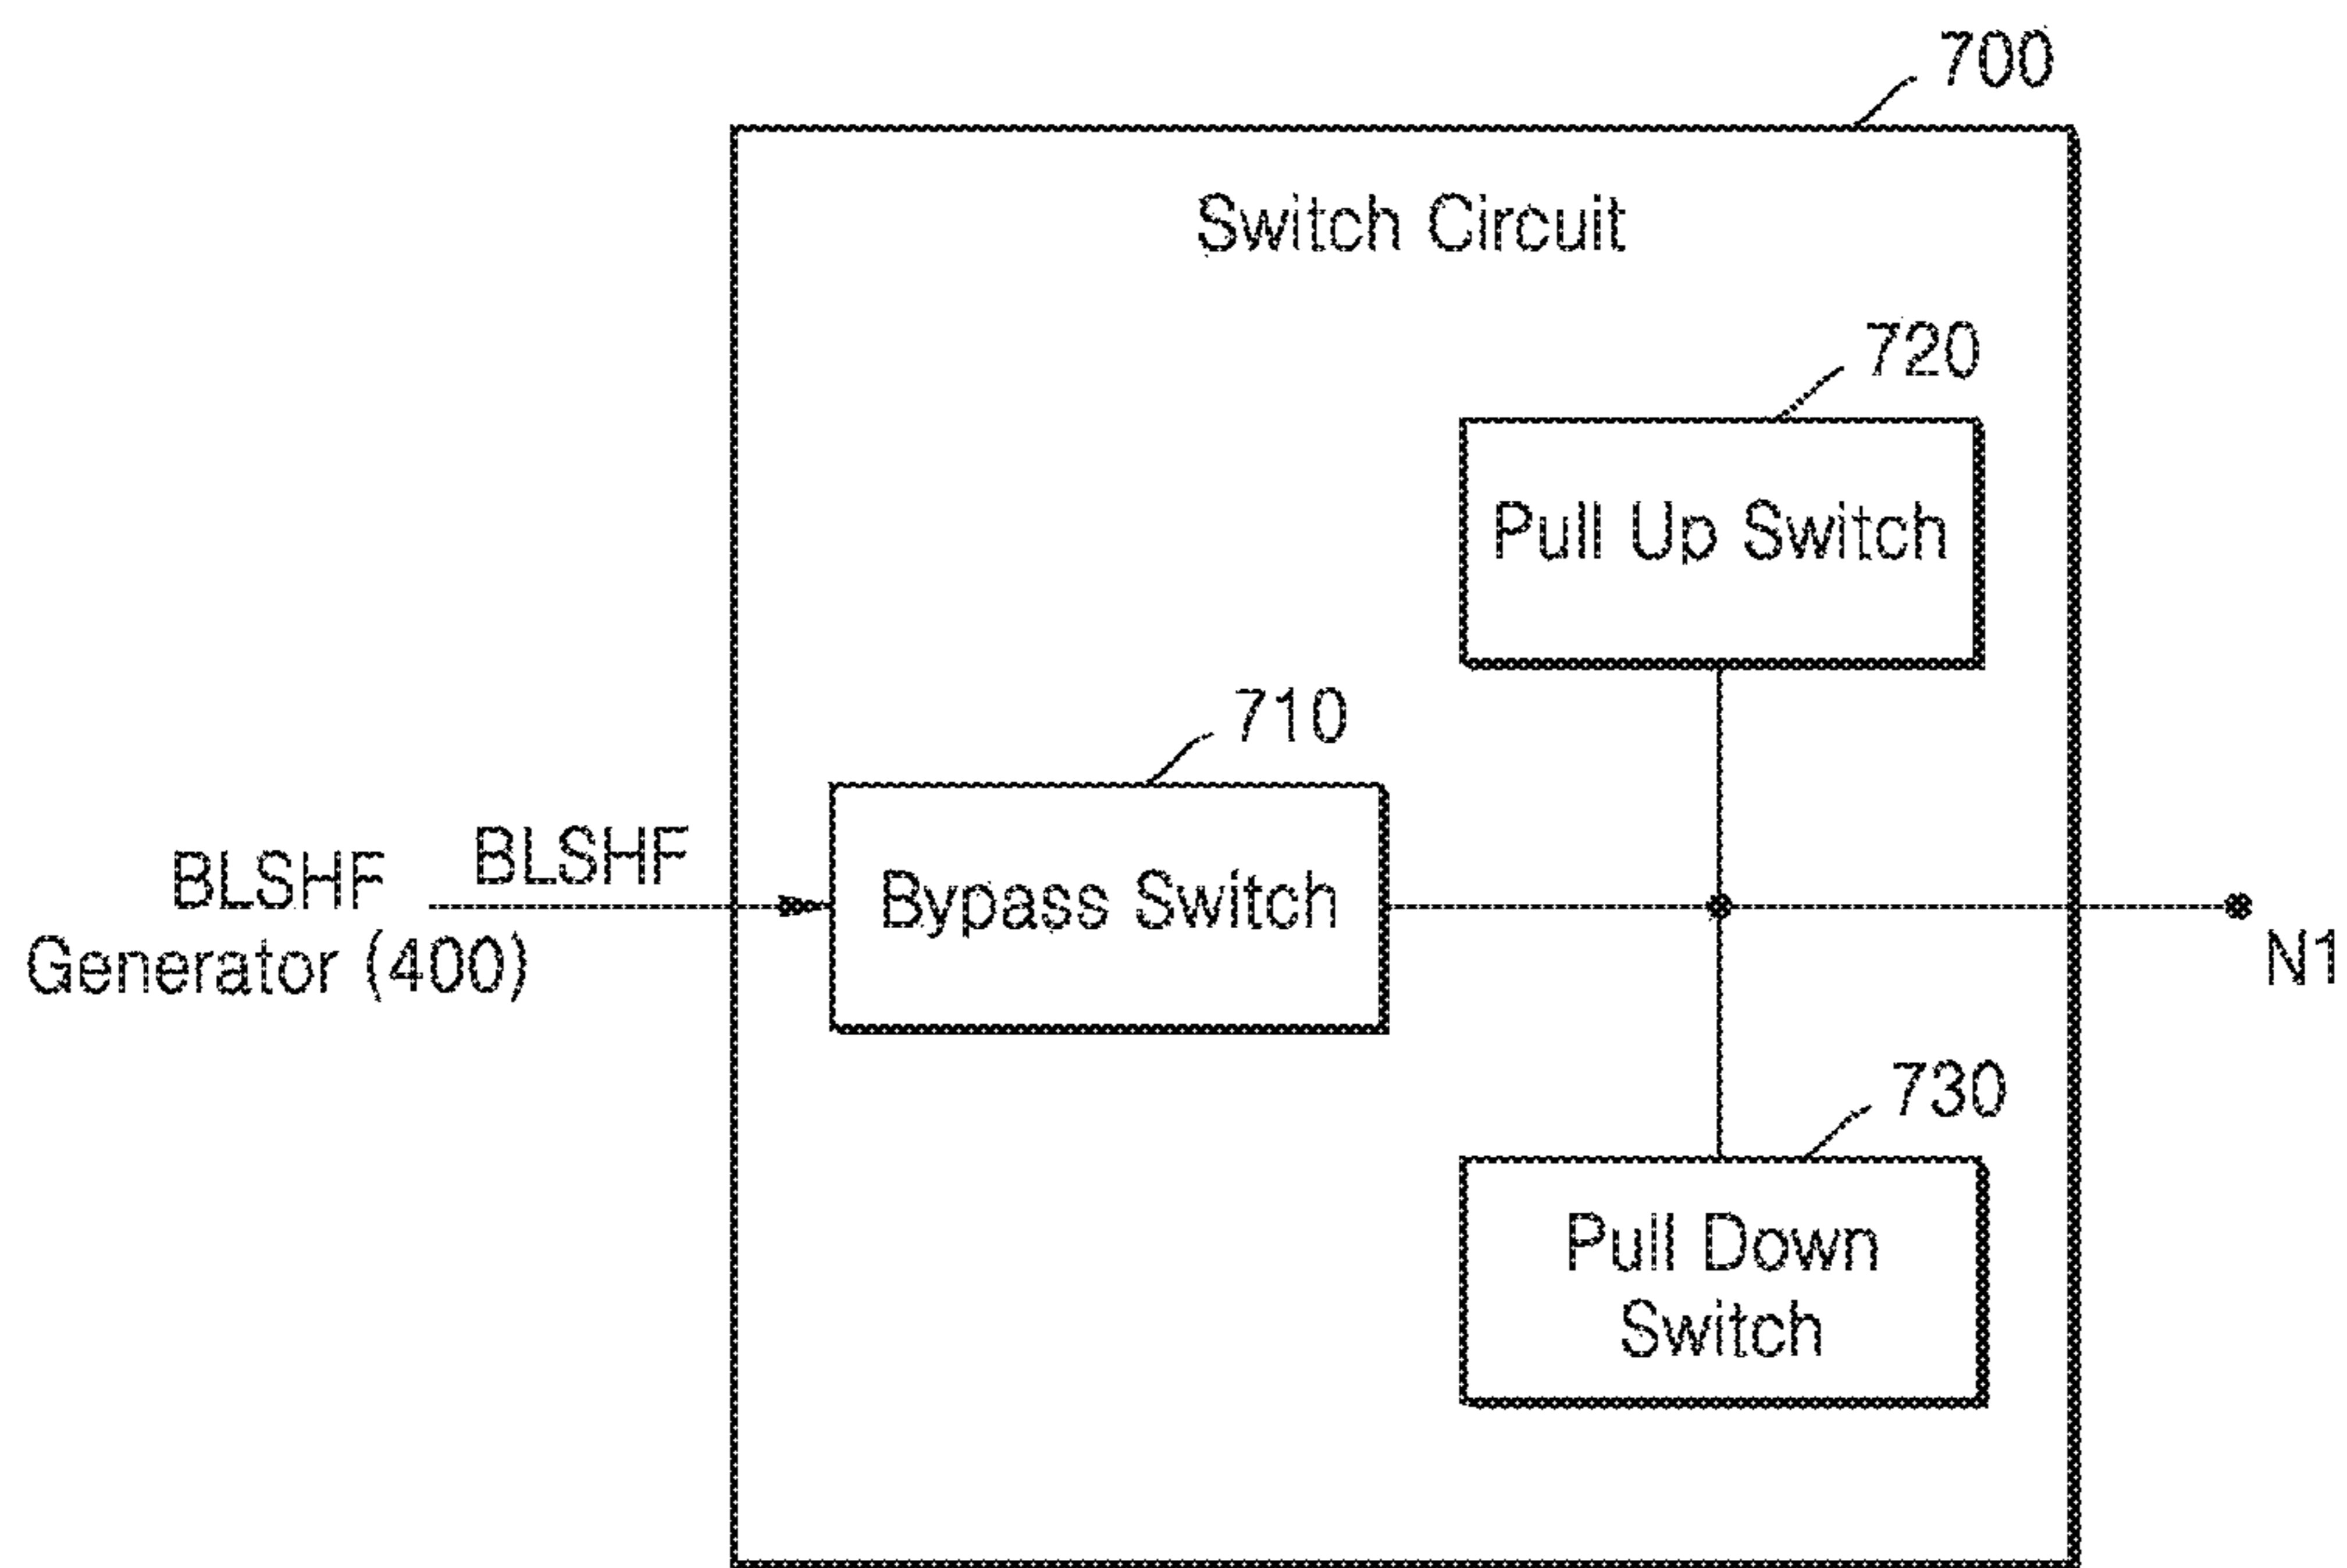 700
Switch Circuit
720
Pull Up Switch
710
BLSHF
BLSHF
Generator (400)
Bypass Switch
N1
730
Pull Down
Switch